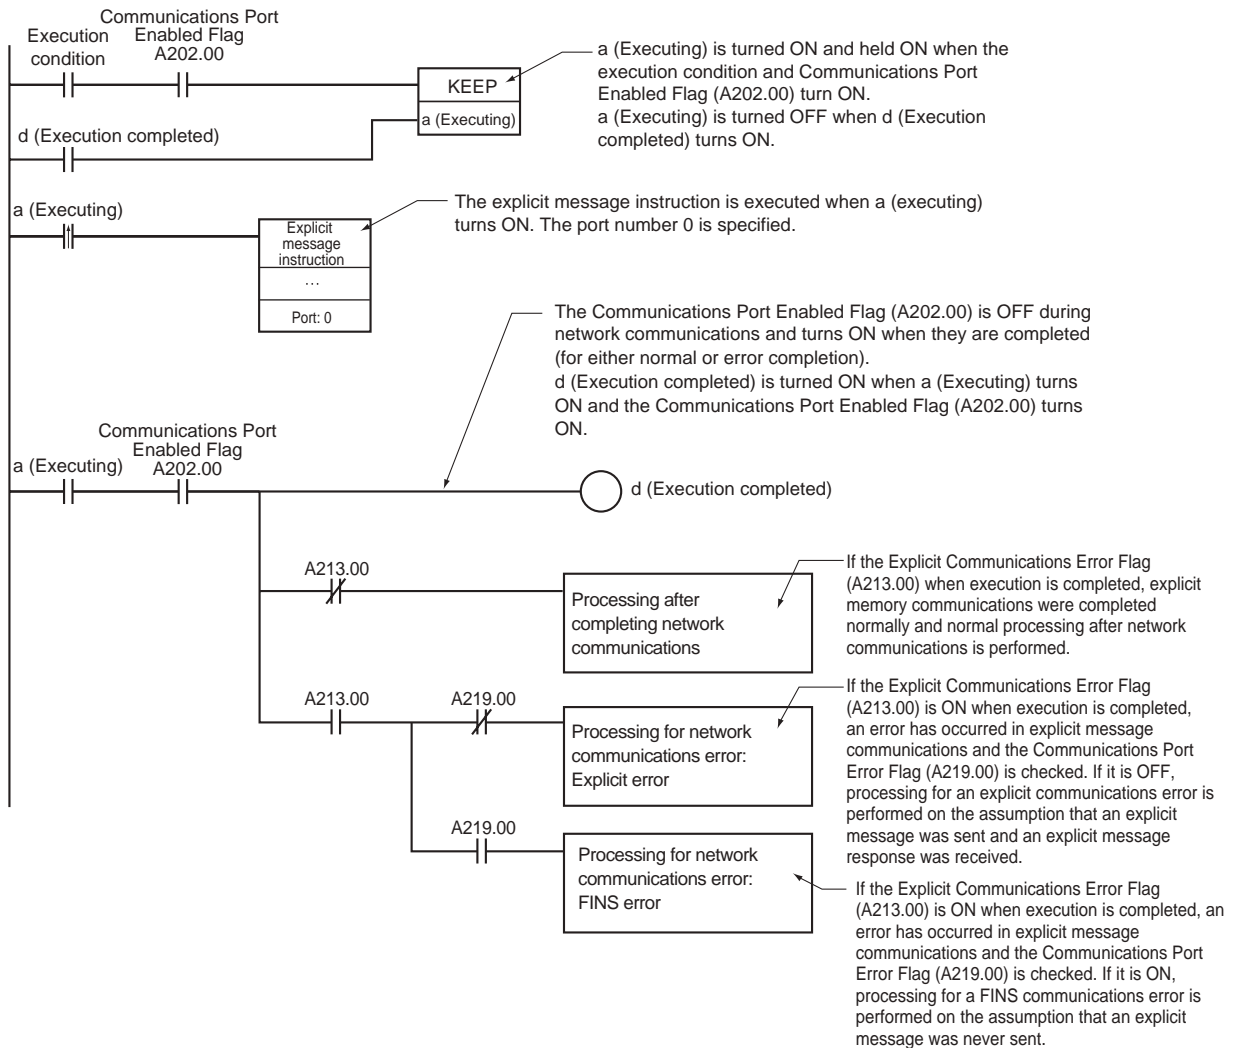 Communications Port
Enabled Flag
A202.00
Execution
condition
KEEP
a (Executing)
d (Execution completed)
a (Executing) is turned ON and held ON when the
execution condition and Communications Port
Enabled Flag (A202.00) turn ON.
a (Executing) is turned OFF when d (Execution
completed) turns ON.
a (Executing)
Explicit
message
instruction
...
Port: 0
The explicit message instruction is executed when a (executing)
turns ON. The port number 0 is specified.
The Communications Port Enabled Flag (A202.00) is OFF during
network communications and turns ON when they are completed
(for either normal or error completion).
d (Execution completed) is turned ON when a (Executing) turns
ON and the Communications Port Enabled Flag (A202.00) turns
ON.
Communications Port
Enabled Flag
A202.00
a (Executing)
d (Execution completed)
A213.00
Processing after
completing network
communications
If the Explicit Communications Error Flag
(A213.00) when execution is completed, explicit
memory communications were completed
normally and normal processing after network
communications is performed.
A213.00
A219.00
Processing for network
communications error:
Explicit error
If the Explicit Communications Error Flag
(A213.00) is ON when execution is completed,
an error has occurred in explicit message
communications and the Communications Port
Error Flag (A219.00) is checked. If it is OFF,
processing for an explicit communications error is
performed on the assumption that an explicit
message was sent and an explicit message
response was received.
A219.00
Processing for network
communications error:
FINS error
If the Explicit Communications Error Flag
(A213.00) is ON when execution is completed, an
error has occurred in explicit message
communications and the Communications Port
Error Flag (A219.00) is checked. If it is ON,
processing for a FINS communications error is
performed on the assumption that an explicit
message was never sent.